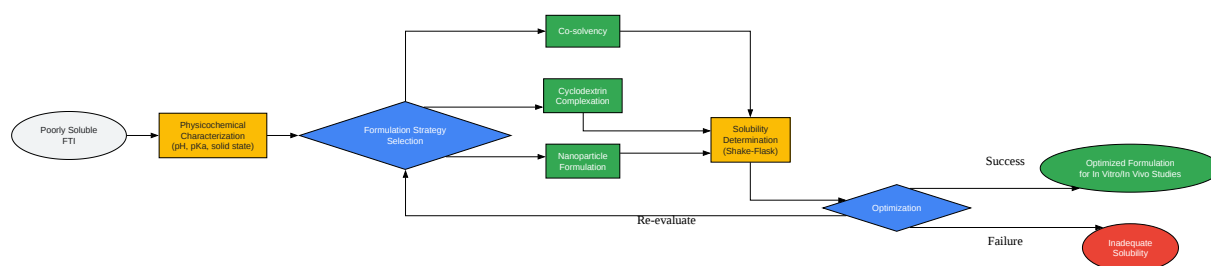 Poorly Soluble
FTI
Physicochemical
Characterization
(pH, pKa, solid state)
Formulation Strategy
Selection
Co-solvency
Cyclodextrin
Complexation
Nanoparticle
Formulation
Solubility
Determination
(Shake-Flask)
Optimization
Re-evaluate
Success
Optimized Formulation
for In Vitro/In Vivo Studies
Failure
Inadequate
Solubility